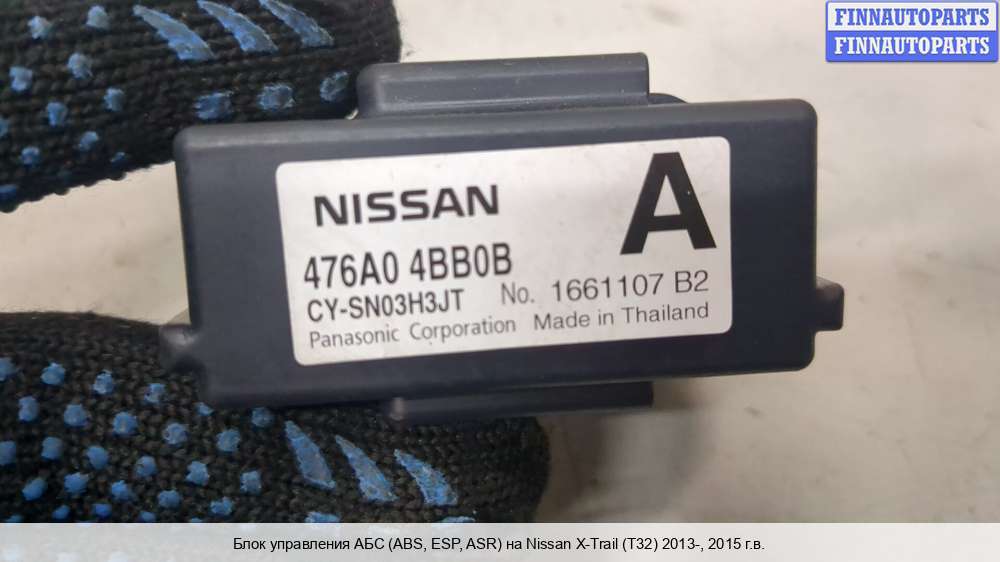 FINNAUTOPARTS
FINNAUTOPARTS
NISSAN
A
476A0 4BB0B
CY-SN03H3JT No. 1661107 B2
Panasonic Corporation Made in Thailand
Блок управления АБС (ABS, ESP, ASR) на Nissan X-Trail (T32) 2013-, 2015 г.в.